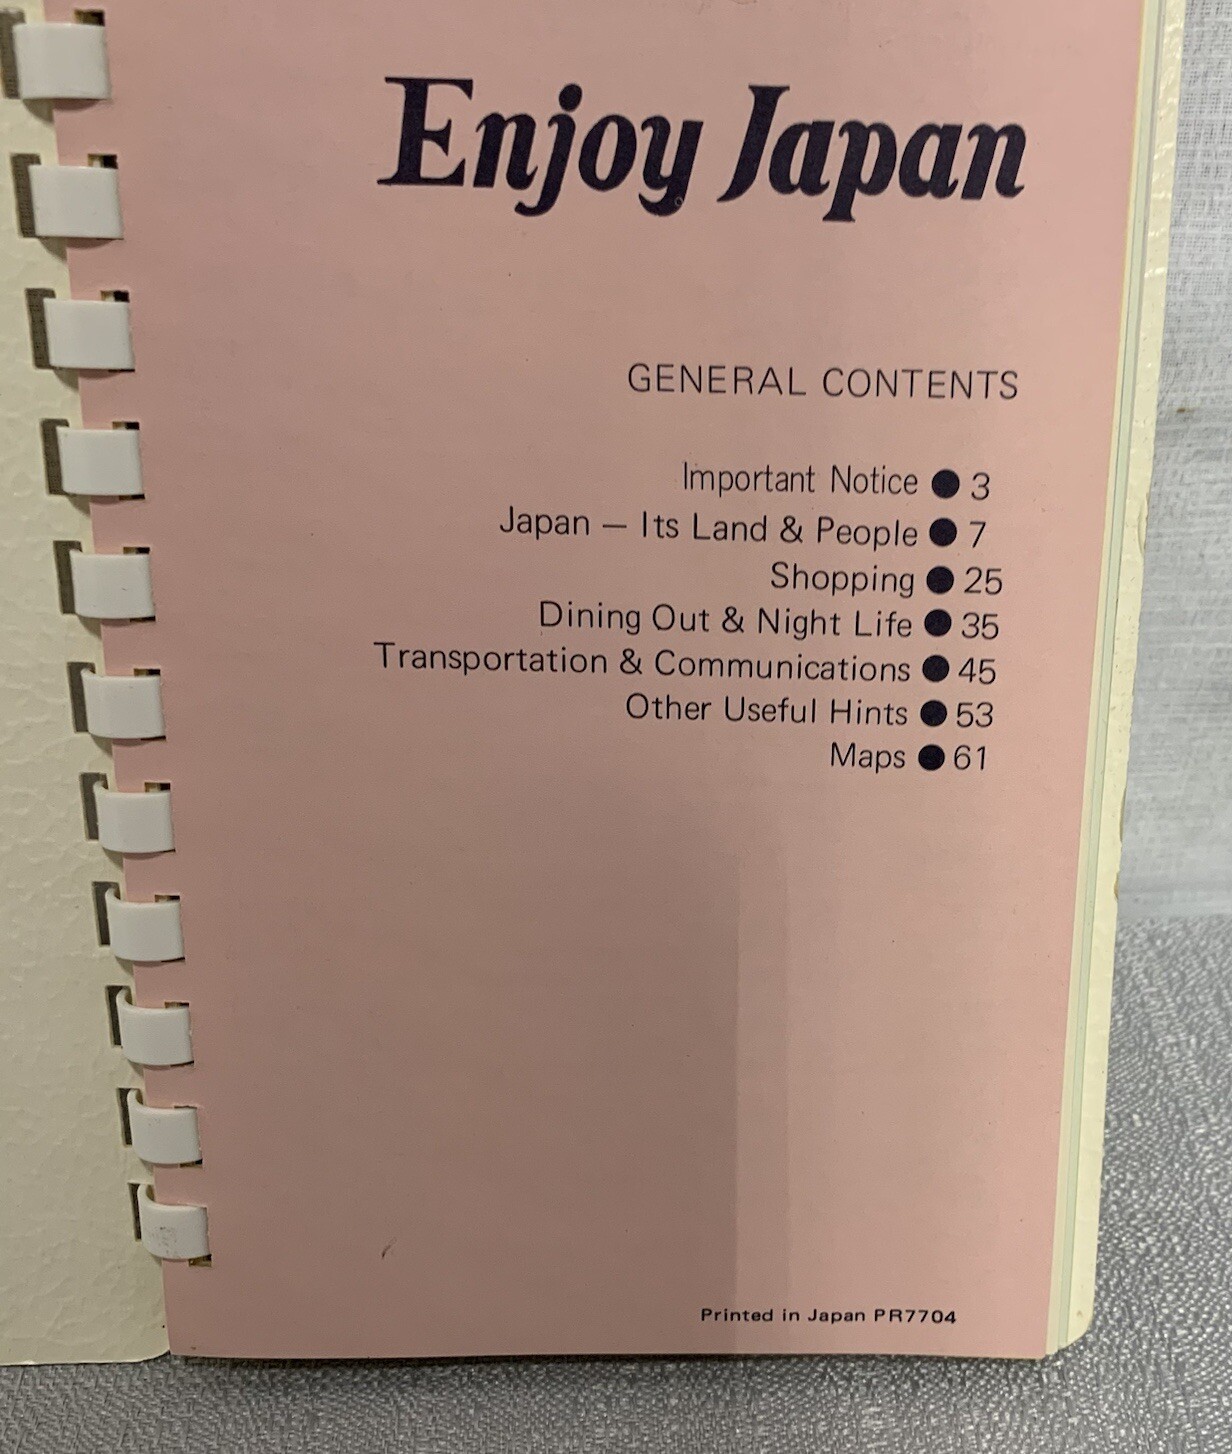 Enjoy Japan
GENERAL CONTENTS
Important Notice ● 3
Japan — Its Land & People ● 7
Shopping ● 25
Dining Out & Night Life ● 35
Transportation & Communications ● 45
Other Useful Hints ● 53
Maps ● 61
Printed in Japan PR7704